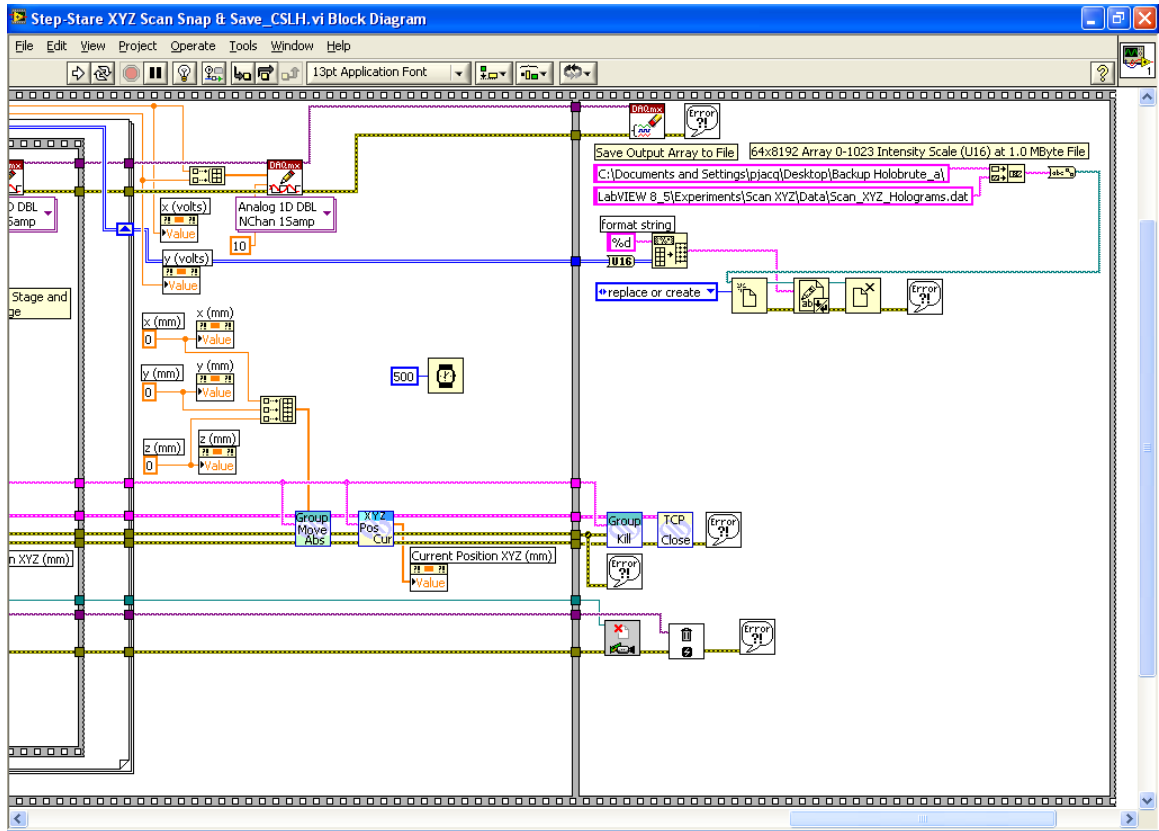 Step-Stare XYZ Scan Snap & Save_CSLH.vi Block Diagram
File Edit View Project Operate Tools Window Help
13pt Application Font
1
DAQmx
Error ?!
Save Output Array to File
64x8192 Array 0-1023 Intensity Scale (U16) at 1.0 MByte File
C:\Documents and Settings\pjacq\Desktop\Backup Holobrute_a\
LabVIEW 8_5\Experiments\Scan XYZ\Data\Scan_XYZ_Holograms.dat
abc
mx
DAQmx
D DBL
Samp
x (volts)
Value
Analog 1D DBL
NChan 1Samp
10
format string
%d
U16
y (volts)
Value
replace or create
ab
Error ?!
Stage and
ge
x (mm)
0
x (mm)
Value
y (mm)
0
y (mm)
Value
500
z (mm)
0
z (mm)
Value
Group
Move
Abs
XYZ
Pos
Cur
Group
Kill
TCP
Close
Error ?!
n XYZ (mm)
Current Position XYZ (mm)
Value
Error ?!
Error ?!